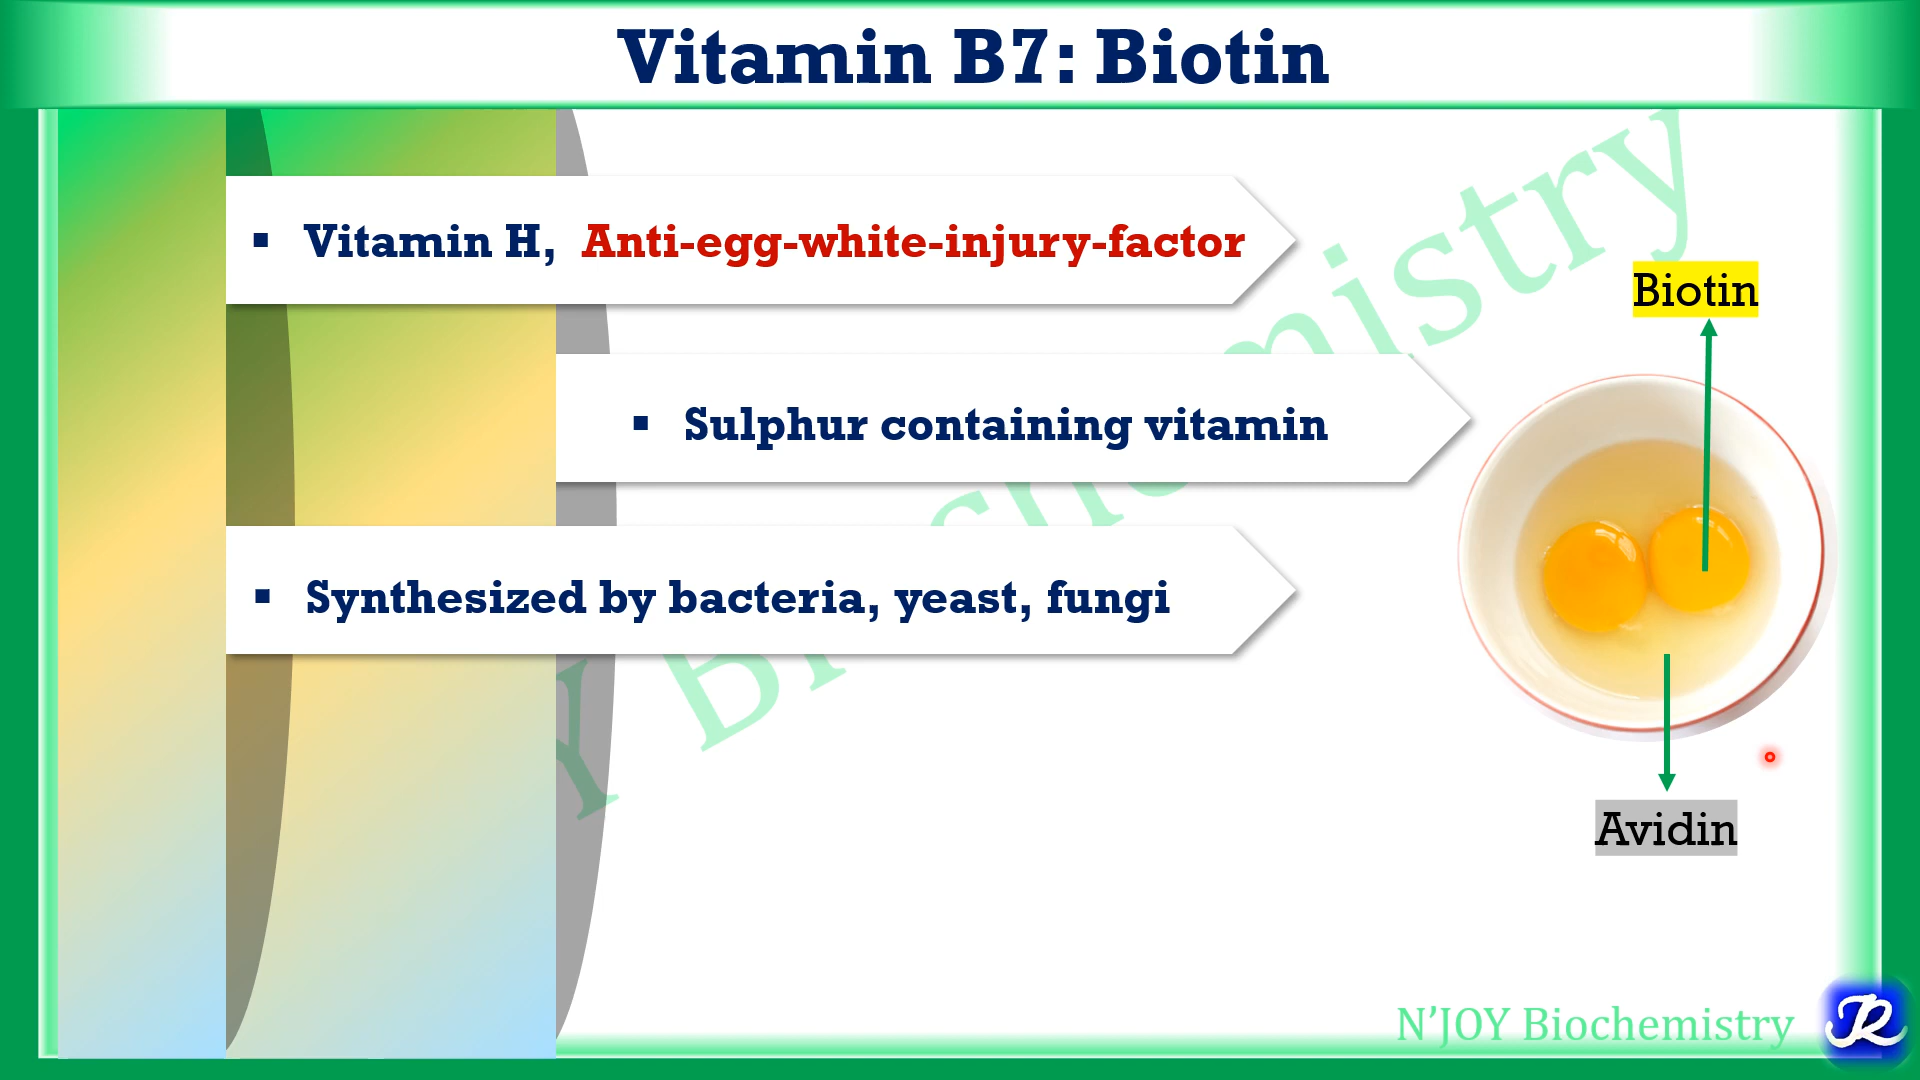 Vitamin B7: Biotin
▪ Vitamin H, Anti-egg-white-injury-factor
Biotin
▪ Sulphur containing vitamin
▪ Synthesized by bacteria, yeast, fungi
Avidin
N’JOY Biochemistry
JR